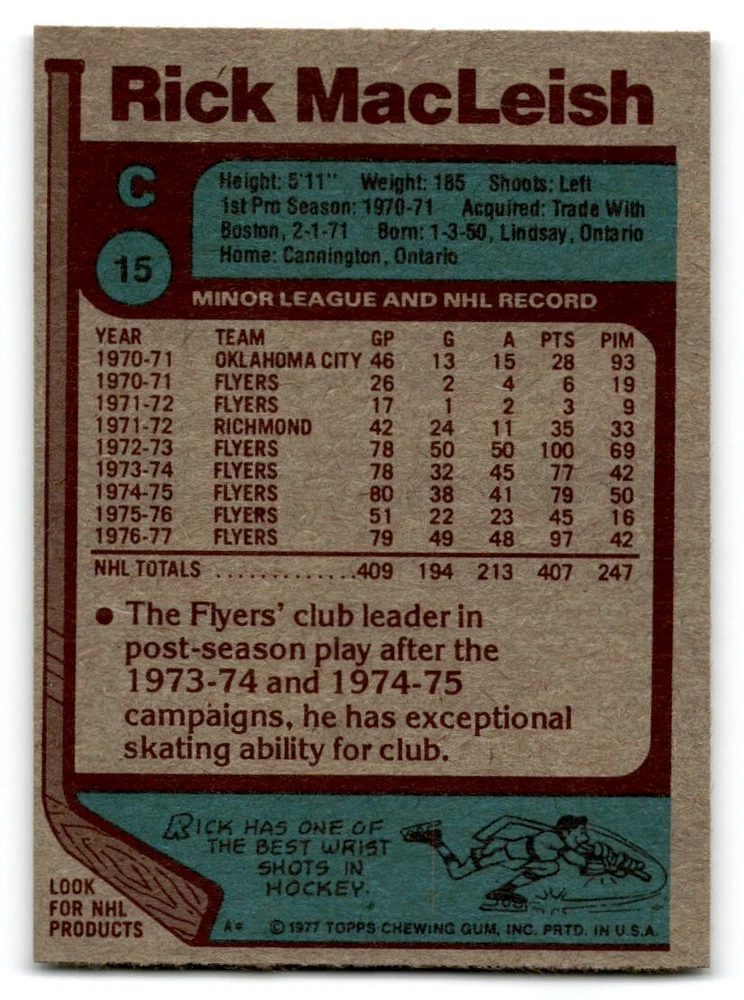 Rick MacLeish
C
15
Height: 5'11" Weight: 185 Shoots: Left
1st Pro Season: 1970-71 Acquired: Trade With
Boston, 2-1-71 Born: 1-3-50, Lindsay, Ontario
Home: Cannington, Ontario
MINOR LEAGUE AND NHL RECORD
YEAR TEAM GP G A PTS PIM
1970-71 OKLAHOMA CITY 46 13 15 28 93
1970-71 FLYERS 26 2 4 6 19
1971-72 FLYERS 17 1 2 3 9
1971-72 RICHMOND 42 24 11 35 33
1972-73 FLYERS 78 50 50 100 69
1973-74 FLYERS 78 32 45 77 42
1974-75 FLYERS 80 38 41 79 50
1975-76 FLYERS 51 22 23 45 16
1976-77 FLYERS 79 49 48 97 42
NHL TOTALS .............409 194 213 407 247
● The Flyers' club leader in
post-season play after the
1973-74 and 1974-75
campaigns, he has exceptional
skating ability for club.
RICK HAS ONE OF
THE BEST WRIST
SHOTS IN
HOCKEY.
LOOK
FOR NHL
PRODUCTS
A* © 1977 TOPPS CHEWING GUM, INC. PRTD. IN U.S.A.